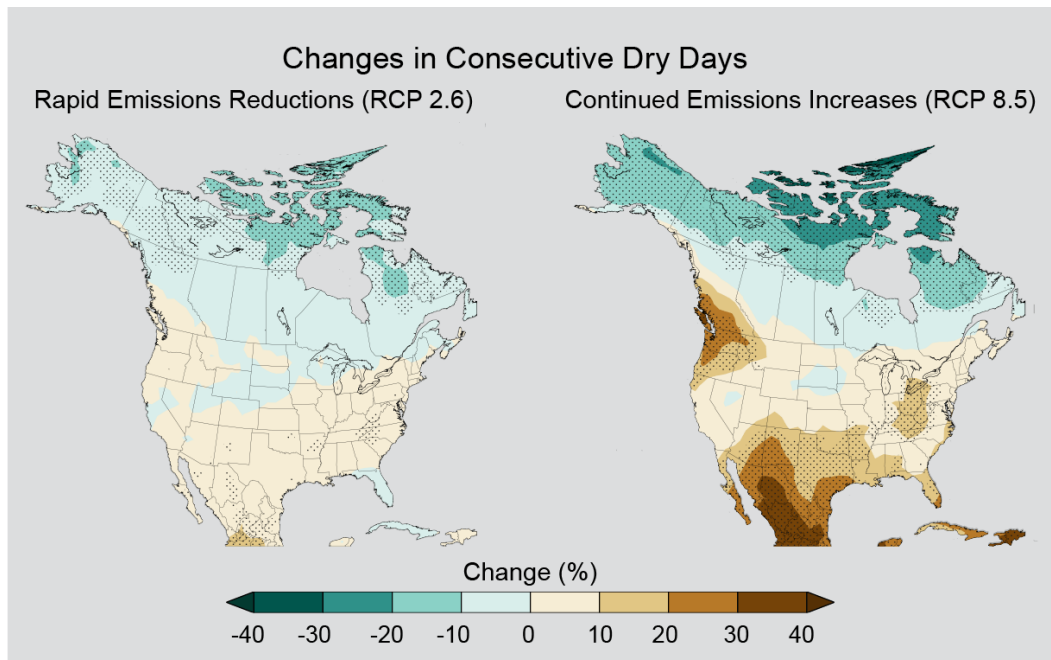 Changes in Consecutive Dry Days
Rapid Emissions Reductions (RCP 2.6)
Continued Emissions Increases (RCP 8.5)
Change (%)
-40 -30 -20 -10 0 10 20 30 40